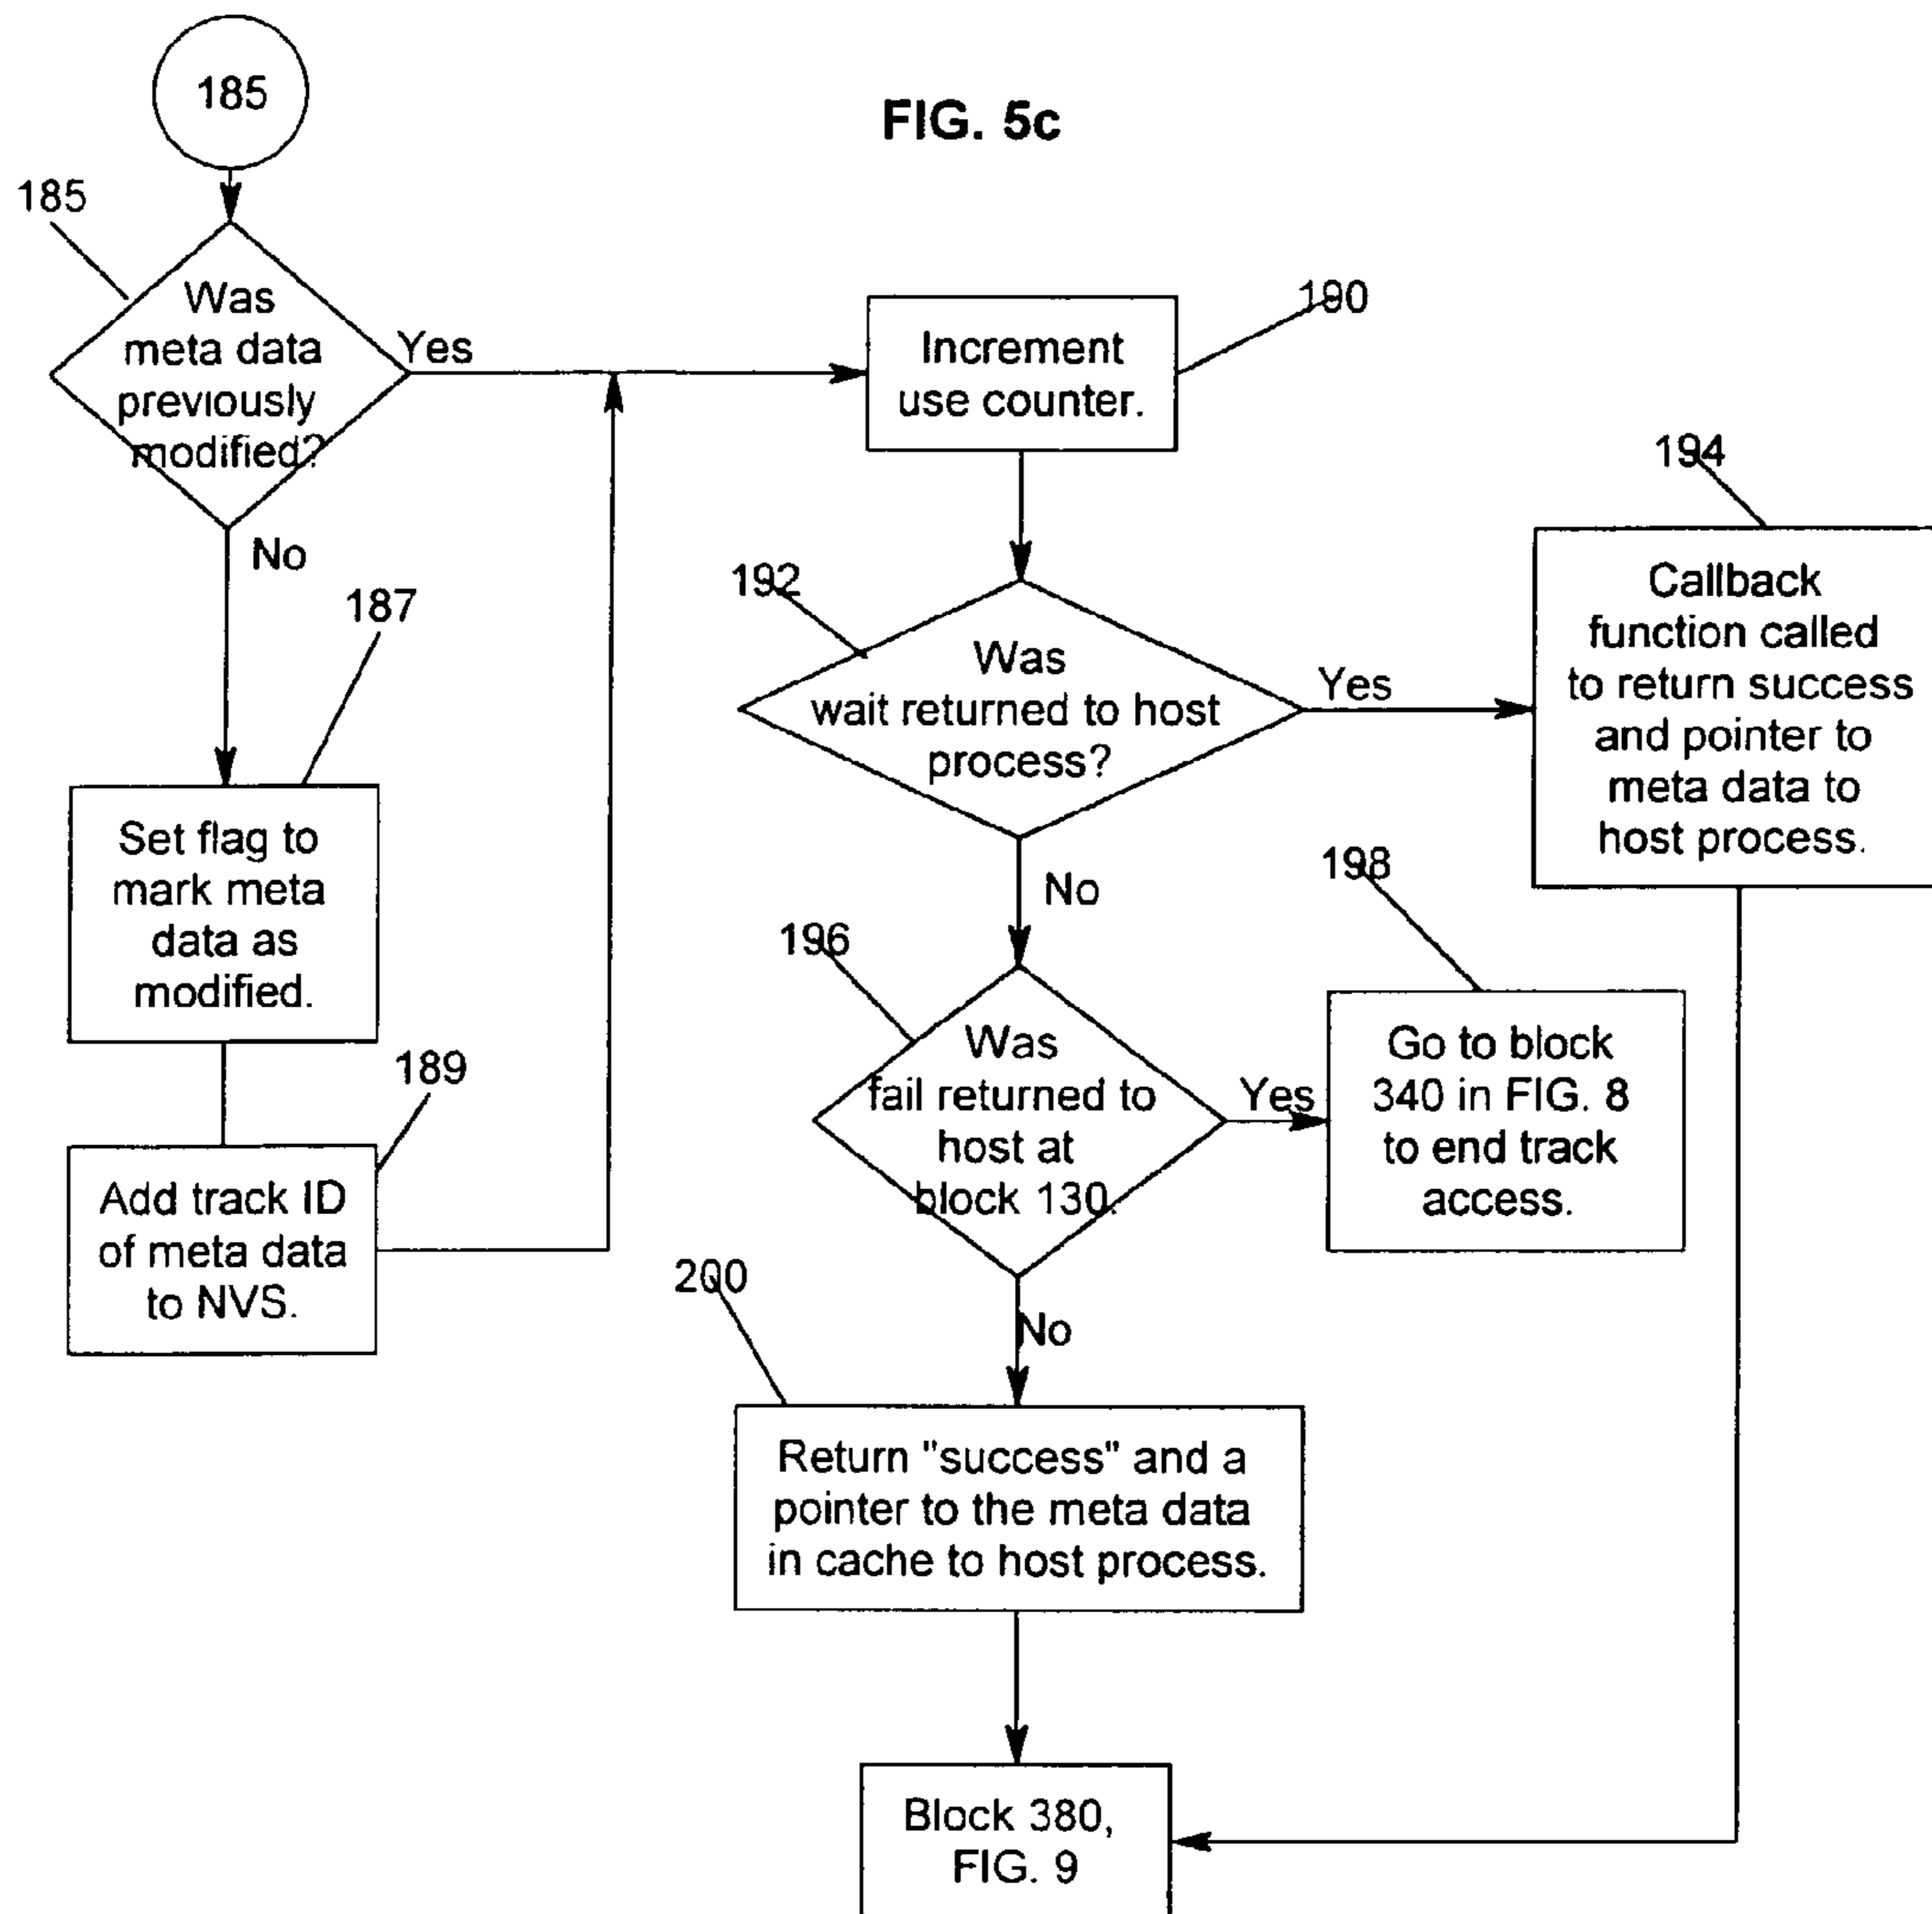 185
FIG. 5c
185
Was
meta data
previously
modified?
Yes
No
187
Set flag to
mark meta
data as
modified.
189
Add track ID
of meta data
to NVS.
190
Increment
use counter.
192
Was
wait returned to host
process?
Yes
No
194
Callback
function called
to return success
and pointer to
meta data to
host process.
196
Was
fail returned to
host at
block 130.
Yes
No
198
Go to block
340 in FIG. 8
to end track
access.
200
Return "success" and a
pointer to the meta data
in cache to host process.
Block 380,
FIG. 9